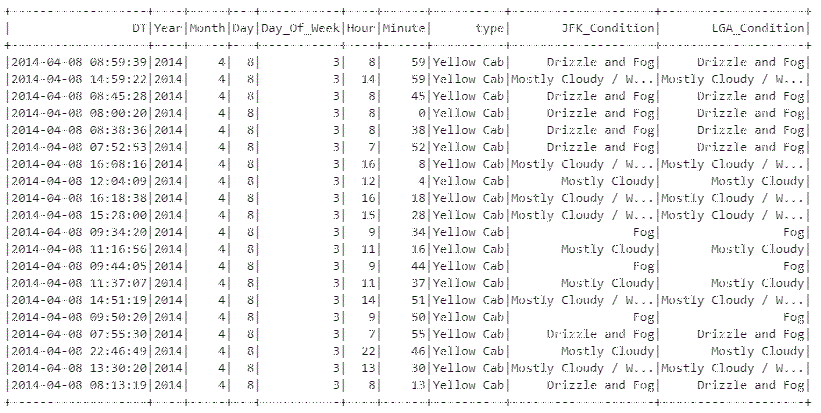 +-------------------+----+-----+---+-----------+----+------+----------+--------------------+--------------------+
|                 DT|Year|Month|Day|Day_Of_Week|Hour|Minute|      type|       JFK_Condition|       LGA_Condition|
+-------------------+----+-----+---+-----------+----+------+----------+--------------------+--------------------+
|2014-04-08 08:59:39|2014|    4|  8|          3|   8|    59|Yellow Cab|     Drizzle and Fog|     Drizzle and Fog|
|2014-04-08 14:59:22|2014|    4|  8|          3|  14|    59|Yellow Cab|Mostly Cloudy / W...|Mostly Cloudy / W...|
|2014-04-08 08:45:28|2014|    4|  8|          3|   8|    45|Yellow Cab|     Drizzle and Fog|     Drizzle and Fog|
|2014-04-08 08:00:20|2014|    4|  8|          3|   8|     0|Yellow Cab|     Drizzle and Fog|     Drizzle and Fog|
|2014-04-08 08:38:36|2014|    4|  8|          3|   8|    38|Yellow Cab|     Drizzle and Fog|     Drizzle and Fog|
|2014-04-08 07:52:53|2014|    4|  8|          3|   7|    52|Yellow Cab|     Drizzle and Fog|     Drizzle and Fog|
|2014-04-08 16:08:16|2014|    4|  8|          3|  16|     8|Yellow Cab|Mostly Cloudy / W...|Mostly Cloudy / W...|
|2014-04-08 12:04:09|2014|    4|  8|          3|  12|     4|Yellow Cab|       Mostly Cloudy|       Mostly Cloudy|
|2014-04-08 16:18:38|2014|    4|  8|          3|  16|    18|Yellow Cab|Mostly Cloudy / W...|Mostly Cloudy / W...|
|2014-04-08 15:28:00|2014|    4|  8|          3|  15|    28|Yellow Cab|Mostly Cloudy / W...|Mostly Cloudy / W...|
|2014-04-08 09:34:20|2014|    4|  8|          3|   9|    34|Yellow Cab|                 Fog|                 Fog|
|2014-04-08 11:16:56|2014|    4|  8|          3|  11|    16|Yellow Cab|       Mostly Cloudy|       Mostly Cloudy|
|2014-04-08 09:44:05|2014|    4|  8|          3|   9|    44|Yellow Cab|                 Fog|                 Fog|
|2014-04-08 11:37:07|2014|    4|  8|          3|  11|    37|Yellow Cab|       Mostly Cloudy|       Mostly Cloudy|
|2014-04-08 14:51:19|2014|    4|  8|          3|  14|    51|Yellow Cab|Mostly Cloudy / W...|Mostly Cloudy / W...|
|2014-04-08 09:50:20|2014|    4|  8|          3|   9|    50|Yellow Cab|                 Fog|                 Fog|
|2014-04-08 07:55:30|2014|    4|  8|          3|   7|    55|Yellow Cab|     Drizzle and Fog|     Drizzle and Fog|
|2014-04-08 22:46:49|2014|    4|  8|          3|  22|    46|Yellow Cab|       Mostly Cloudy|       Mostly Cloudy|
|2014-04-08 13:30:20|2014|    4|  8|          3|  13|    30|Yellow Cab|Mostly Cloudy / W...|Mostly Cloudy / W...|
|2014-04-08 08:13:19|2014|    4|  8|          3|   8|    13|Yellow Cab|     Drizzle and Fog|     Drizzle and Fog|
+-------------------+----+-----+---+-----------+----+------+----------+--------------------+--------------------+